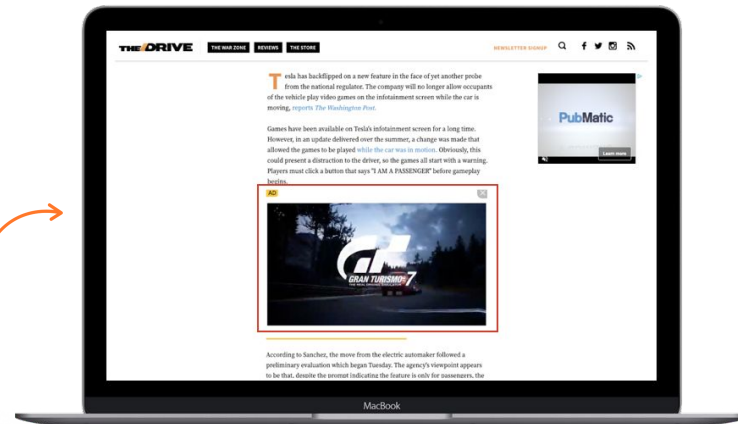 THE DRIVE
THE WAR ZONE
REVIEWS
THE STORE
NEWSLETTER SIGNUP
Tesla has backflipped on a new feature in the face of yet another probe
from the national regulator. The company will no longer allow occupants
of the vehicle play video games on the infotainment screen while the car is
moving, reports The Washington Post.
Games have been available on Tesla's infotainment screen for a long time.
However, in an update delivered over the summer, a change was made that
allowed the games to be played while the car was in motion. Obviously, this
could present a distraction to the driver, so the games all start with a warning.
Players must click a button that says "I AM A PASSENGER" before gameplay
begins.
PubMatic
Learn more
AD
GT
GRAN TURISMO 7
THE REAL DRIVING SIMULATOR
According to Sanchez, the move from the electric automaker followed a
preliminary evaluation which began Tuesday. The agency's viewpoint appears
to be that, despite the prompt indicating the feature is only for passengers, the
MacBook